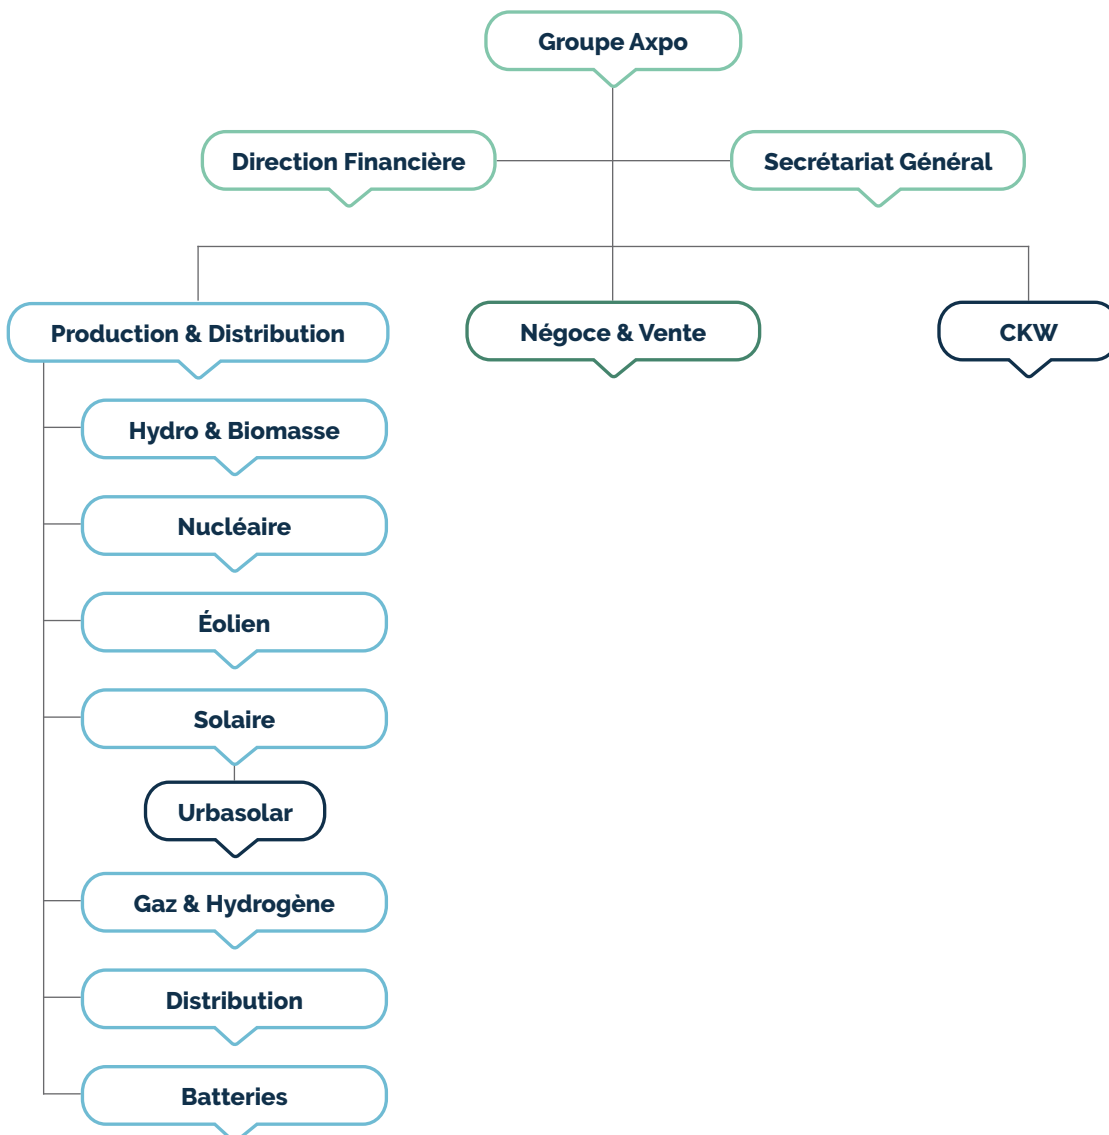 Groupe Axpo
Direction Financière
Secrétariat Général
Production & Distribution
Négoce & Vente
CKW
Hydro & Biomasse
Nucléaire
Éolien
Solaire
Urbasolar
Gaz & Hydrogène
Distribution
Batteries